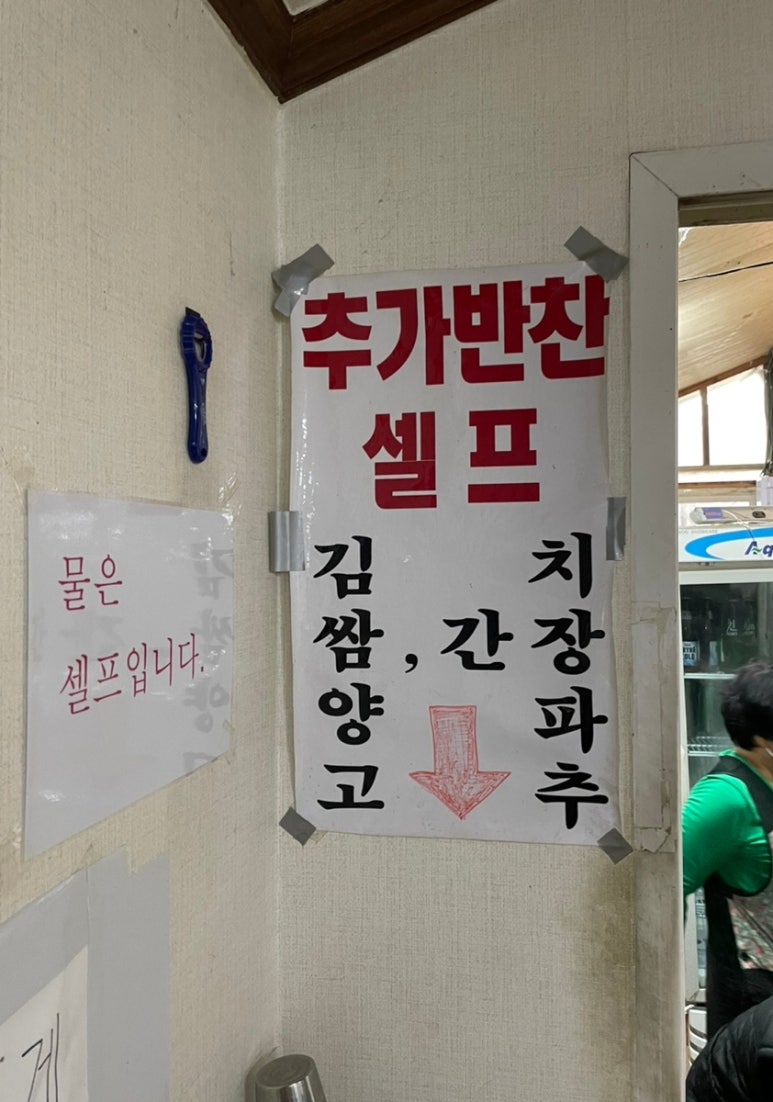 추가반찬
셀프
김 치
쌈, 간장
양 파
고 추
물은
셀프입니다.
게